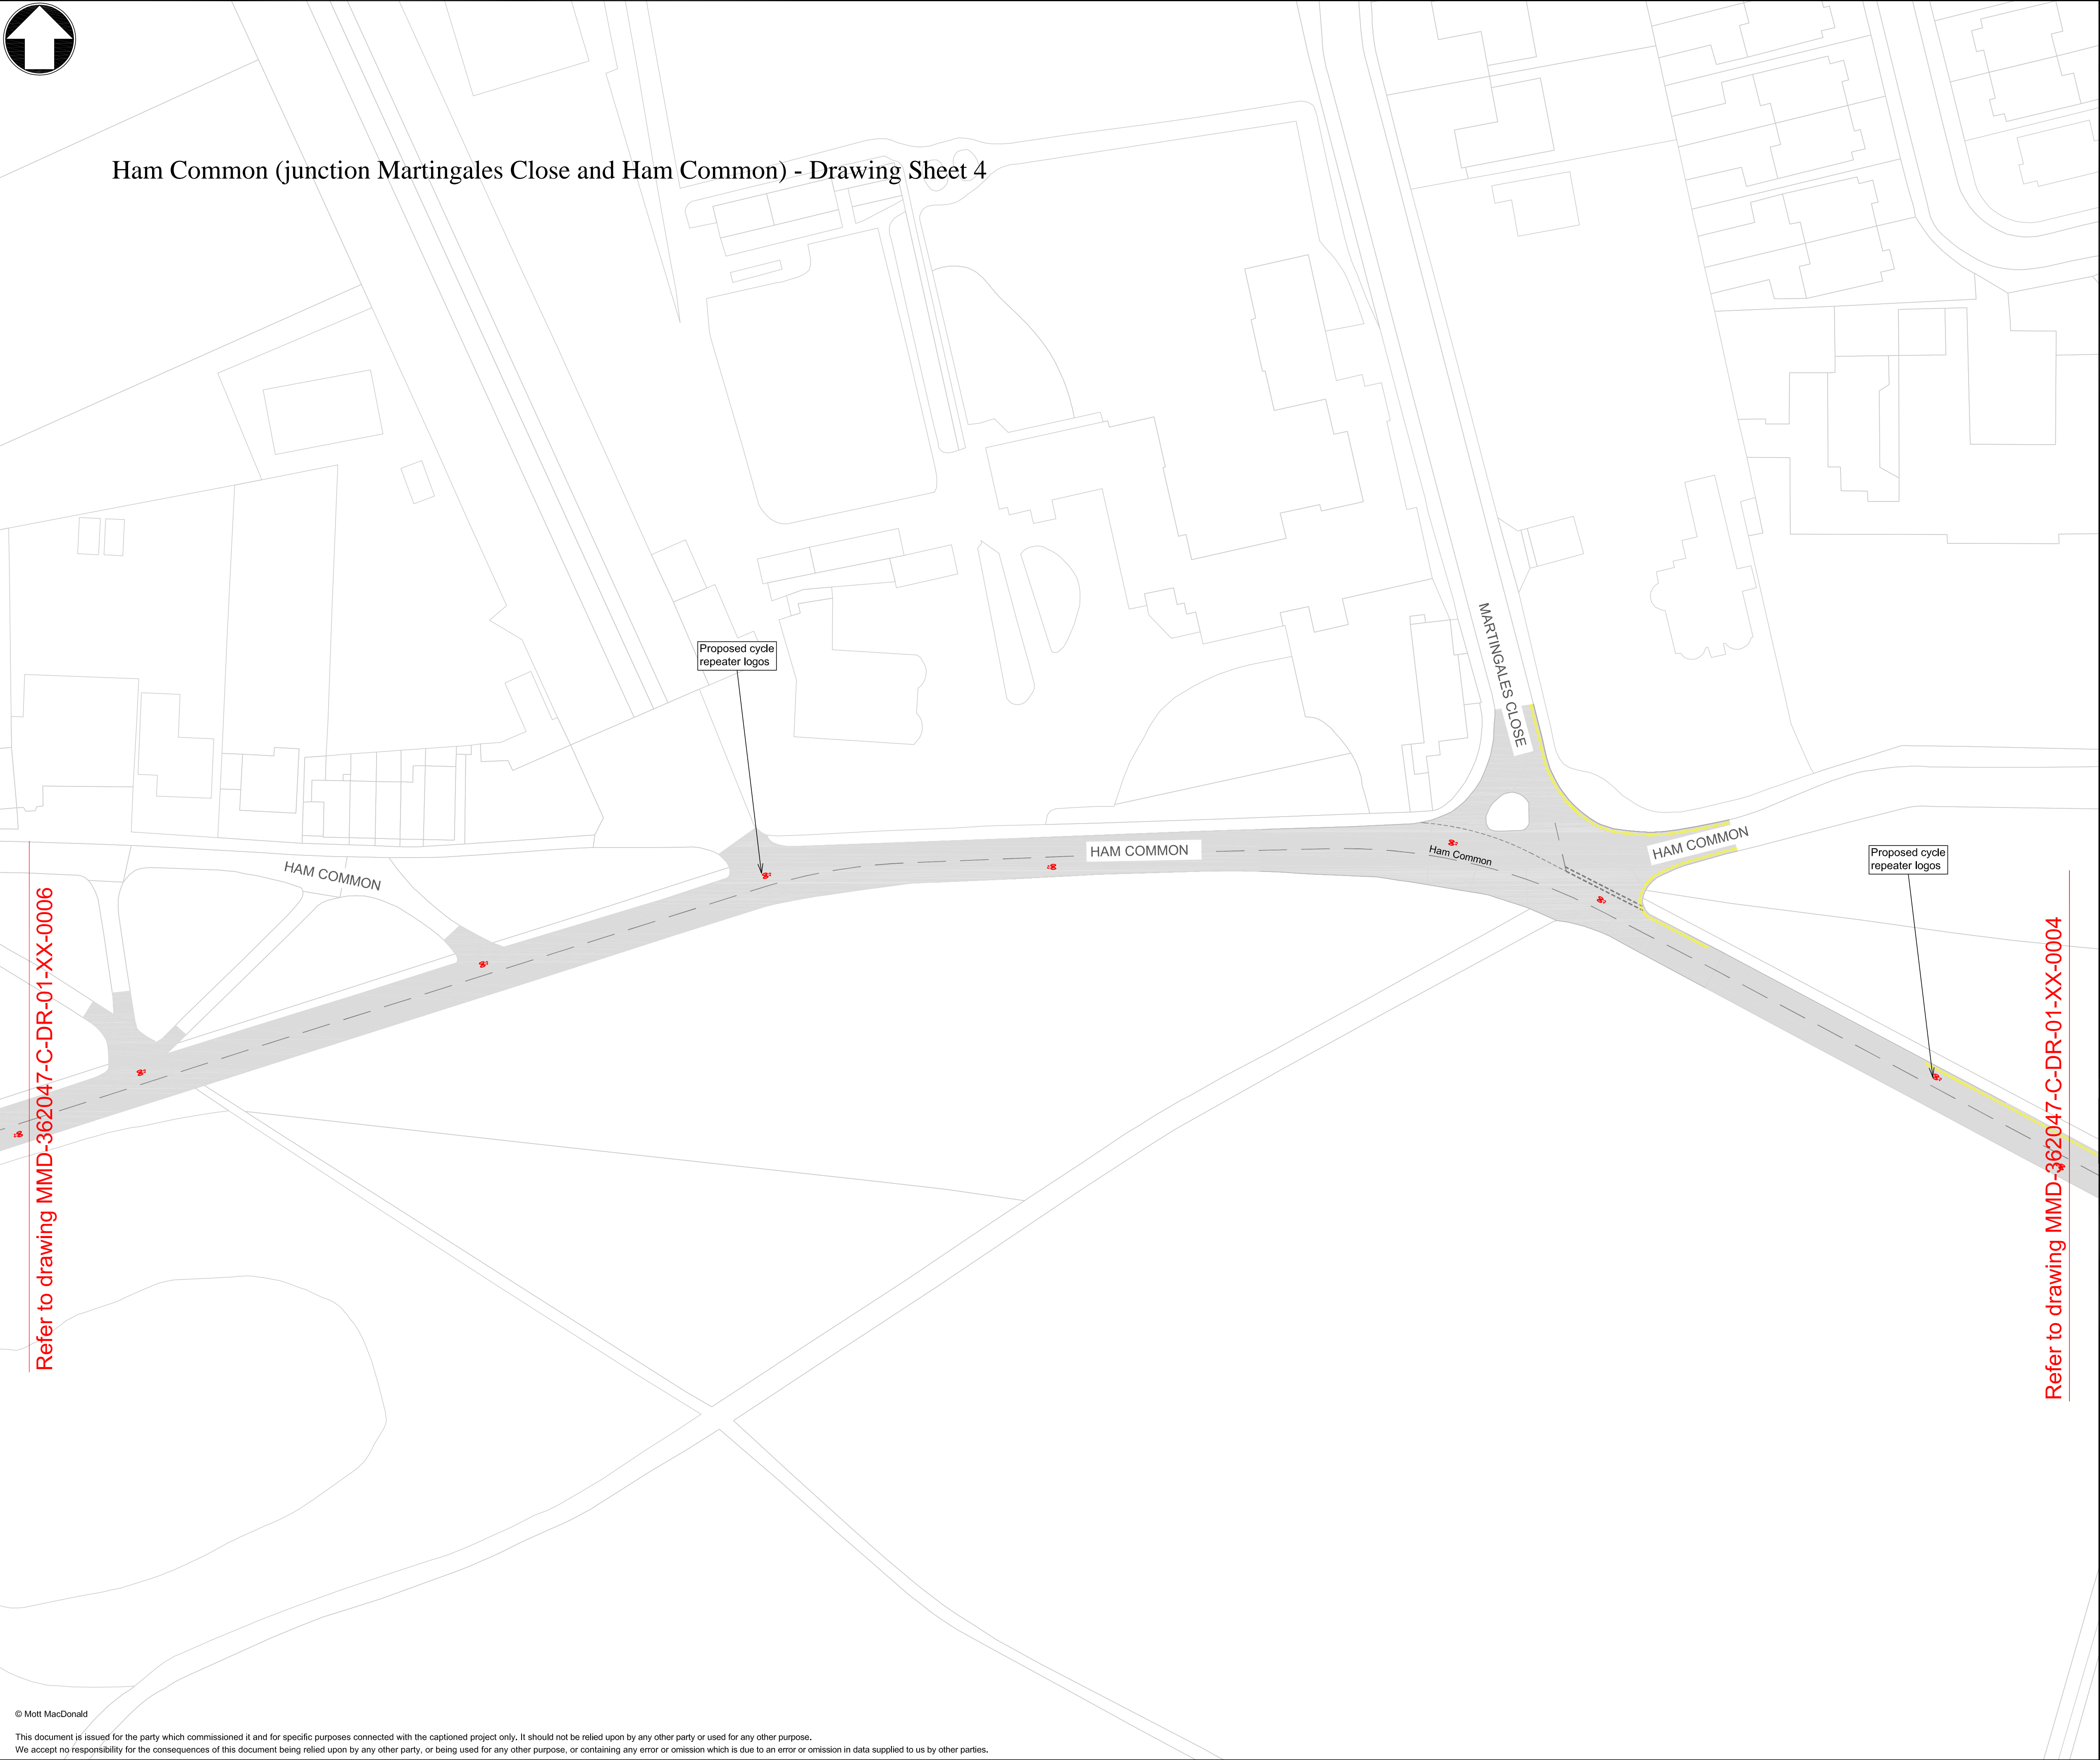 Ham Common (junction Martingales Close and Ham Common) - Drawing Sheet 4
Proposed cycle
repeater logos
MARTINGALES CLOSE
HAM COMMON
HAM COMMON
Ham Common
HAM COMMON
Proposed cycle
repeater logos
Refer to drawing MMD-362047-C-DR-01-XX-0006
Refer to drawing MMD-362047-C-DR-01-XX-0004
© Mott MacDonald
This document is issued for the party which commissioned it and for specific purposes connected with the captioned project only. It should not be relied upon by any other party or used for any other purpose.
We accept no responsibility for the consequences of this document being relied upon by any other party, or being used for any other purpose, or containing any error or omission which is due to an error or omission in data supplied to us by other parties.